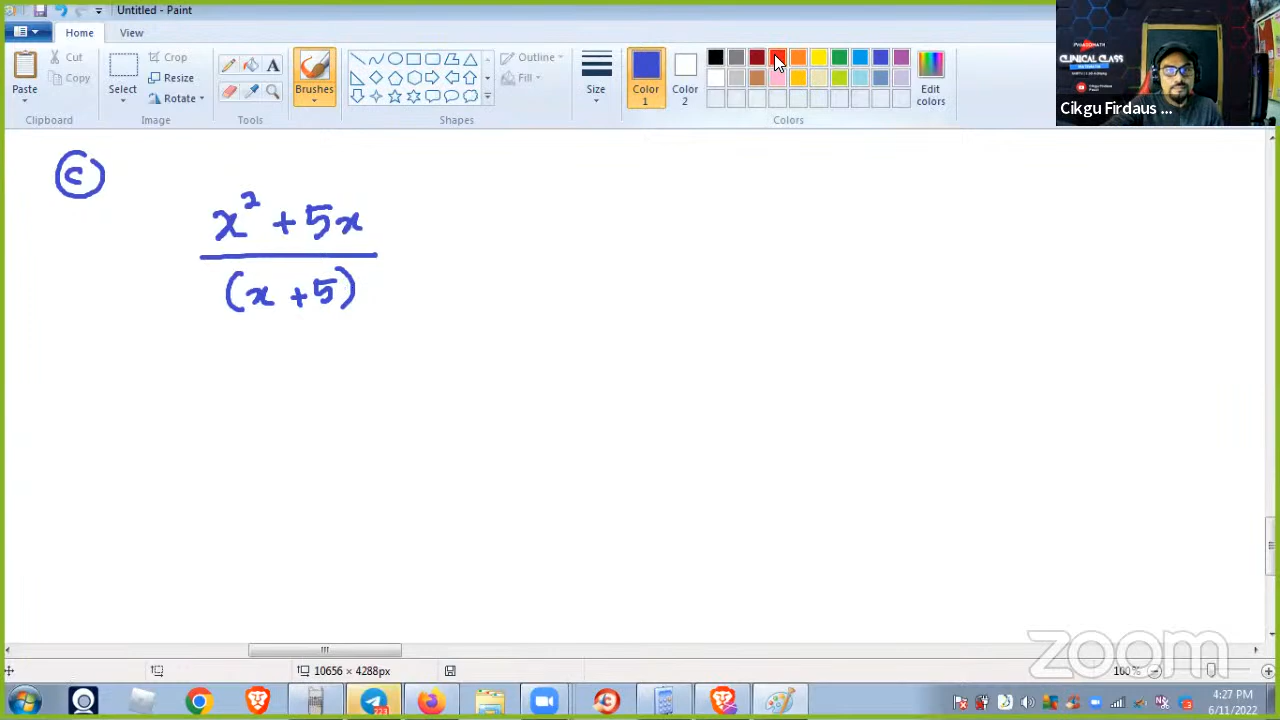 Untitled - Paint
Home View
Paste
Cut
Copy
Clipboard
Select
Crop
Resize
Rotate
Image
Tools
Brushes
Shapes
Outline
Fill
Size
Color 1
Color 2
Colors
Edit colors
CLINICAL CLASS
Cikgu Firdaus ...
c
x² + 5x
(x + 5)
zoom
10656 × 4288px
100%
4:27 PM
6/11/2022